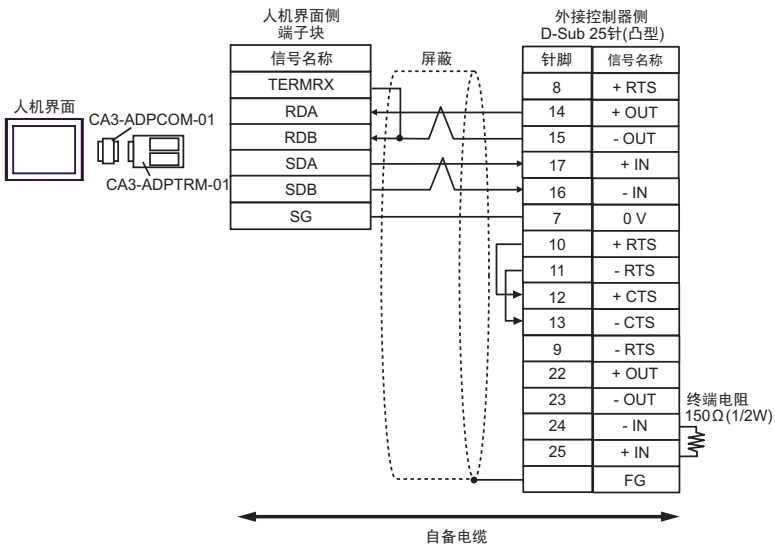 人机界面侧
端子块
外接控制器侧
D-Sub 25针(凸型)
信号名称
屏蔽
针脚
信号名称
TERMRX
8
+ RTS
人机界面
CA3-ADPCOM-01
RDA
14
+ OUT
RDB
15
- OUT
SDA
17
+ IN
CA3-ADPTRM-01
SDB
16
- IN
SG
7
0 V
10
+ RTS
11
- RTS
12
+ CTS
13
- CTS
9
- RTS
22
+ OUT
23
- OUT
终端电阻
150Ω(1/2W)
24
- IN
25
+ IN
FG
自备电缆